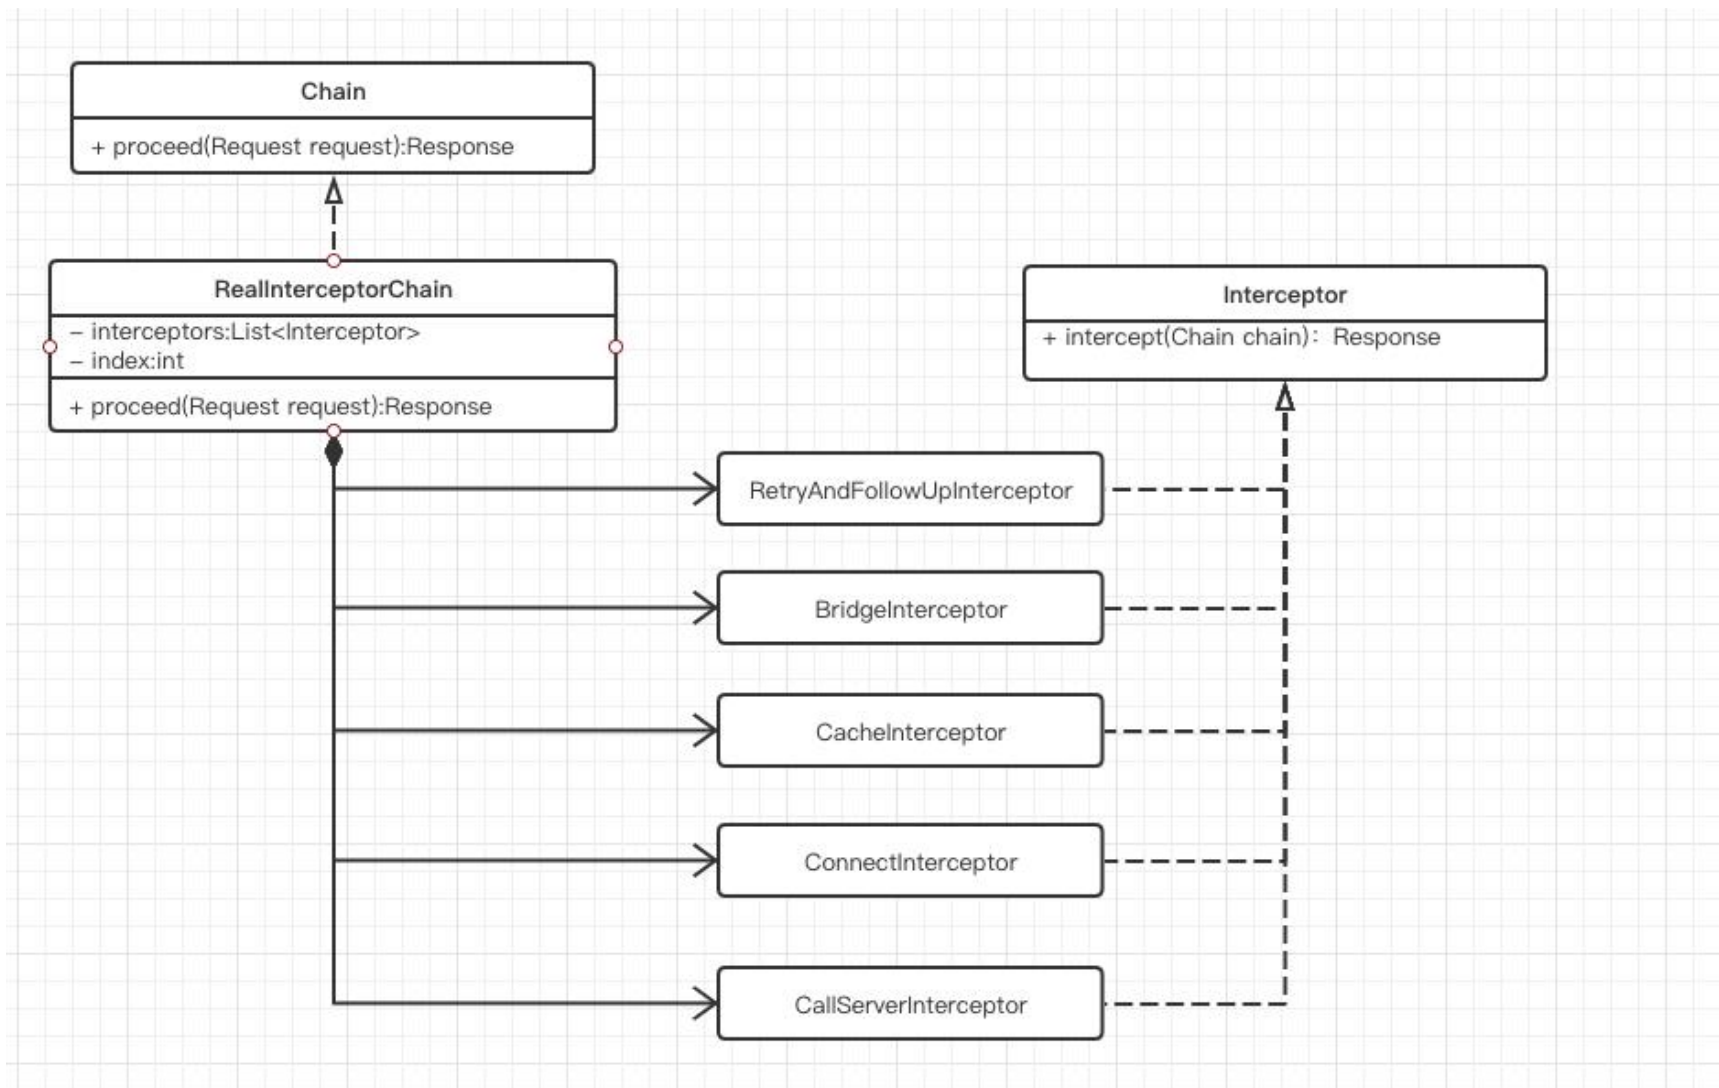 Chain
+ proceed(Request request):Response
RealInterceptorChain
– interceptors:List<Interceptor>
– index:int
+ proceed(Request request):Response
Interceptor
+ intercept(Chain chain)：Response
RetryAndFollowUpInterceptor
BridgeInterceptor
CacheInterceptor
ConnectInterceptor
CallServerInterceptor